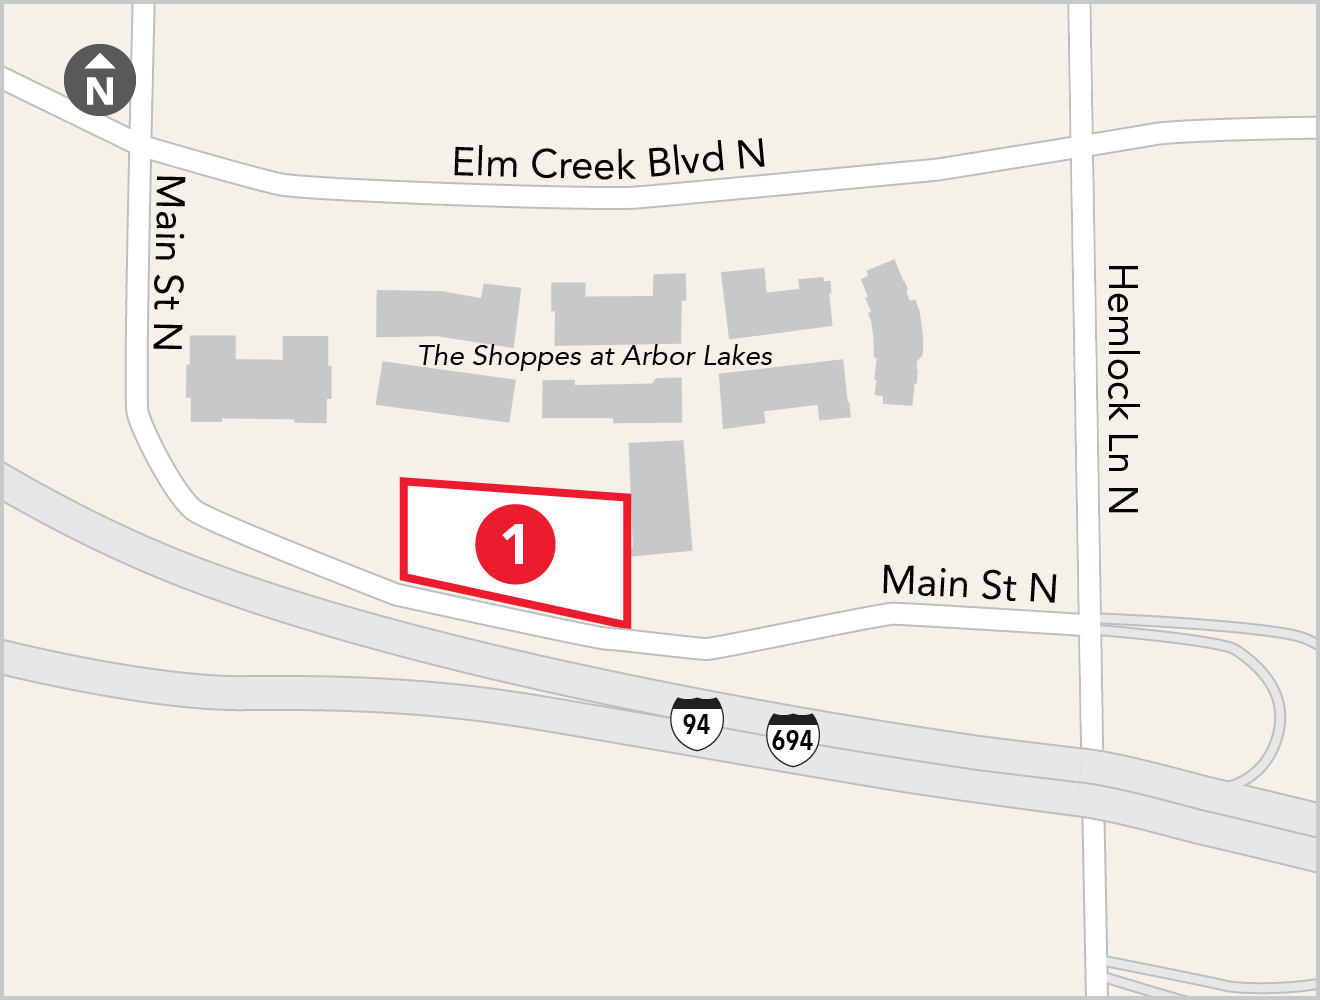 N
Elm Creek Blvd N
Main St N
Hemlock Ln N
The Shoppes at Arbor Lakes
1
Main St N
94
694